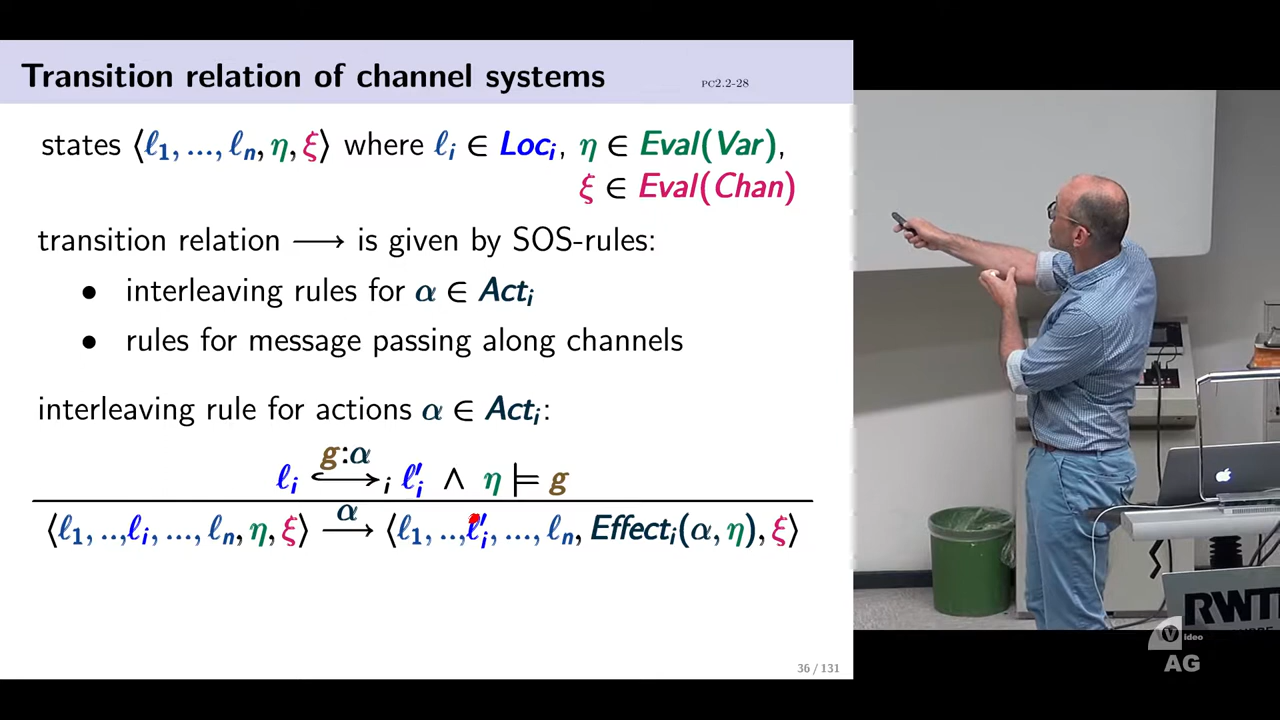 Transition relation of channel systems PC2.2-28
states ⟨ℓ₁, ..., ℓₙ, η, ξ⟩ where ℓᵢ ∈ Locᵢ, η ∈ Eval(Var),
ξ ∈ Eval(Chan)
transition relation ⟶ is given by SOS-rules:
• interleaving rules for α ∈ Actᵢ
• rules for message passing along channels
interleaving rule for actions α ∈ Actᵢ:
g:α
ℓᵢ ↪ᵢ ℓ′ᵢ ∧ η ⊨ g
⟨ℓ₁, ..,ℓᵢ, ..., ℓₙ, η, ξ⟩ —α→ ⟨ℓ₁, ..,ℓ′ᵢ, ..., ℓₙ, Effectᵢ(α, η), ξ⟩
36 / 131
RWT
Video
AG